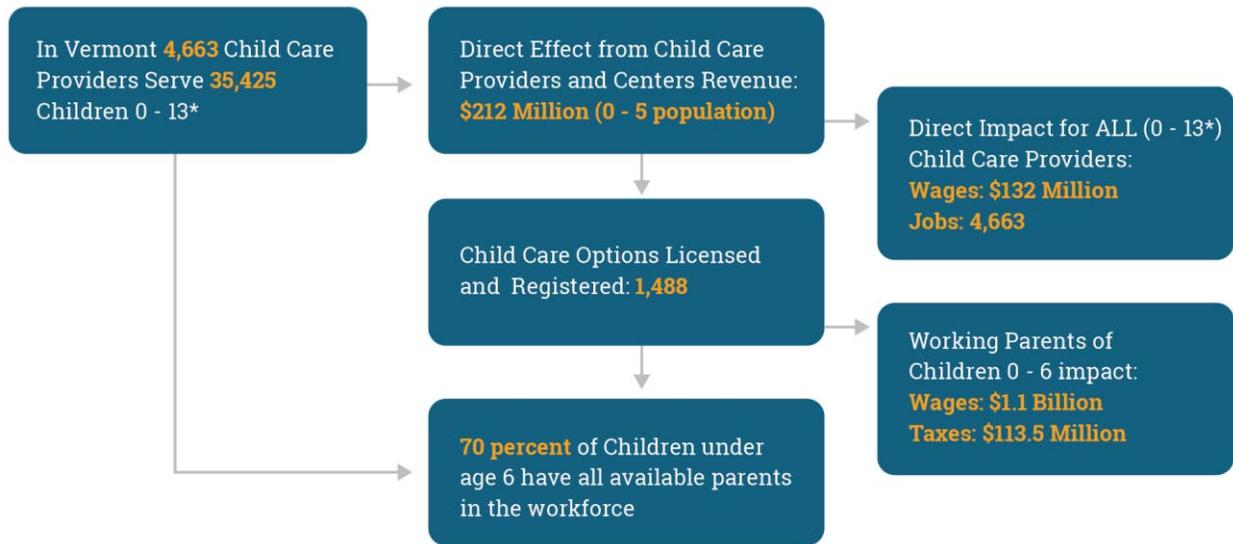 In Vermont 4,663 Child Care
Providers Serve 35,425
Children 0 - 13*
Direct Effect from Child Care
Providers and Centers Revenue:
$212 Million (0 - 5 population)
Direct Impact for ALL (0 - 13*)
Child Care Providers:
Wages: $132 Million
Jobs: 4,663
Child Care Options Licensed
and Registered: 1,488
Working Parents of
Children 0 - 6 impact:
Wages: $1.1 Billion
Taxes: $113.5 Million
70 percent of Children under
age 6 have all available parents
in the workforce